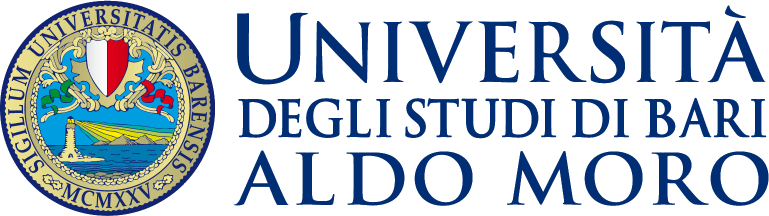 SIGILLUM UNIVERSITATIS BARENSIS
MCMXXV
UNIVERSITÀ
DEGLI STUDI DI BARI
ALDO MORO